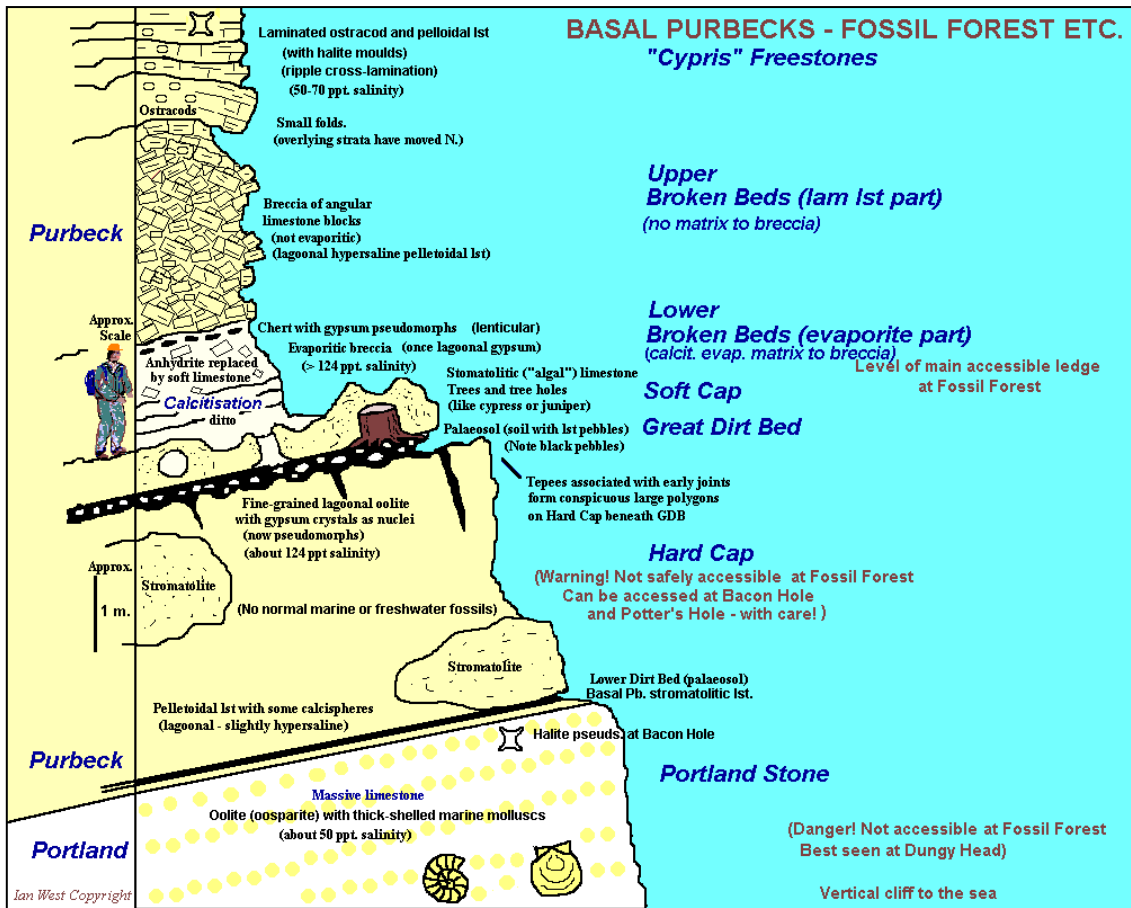 BASAL PURBECKS - FOSSIL FOREST ETC.
"Cypris" Freestones
Laminated ostracod and pelloidal lst
(with halite moulds)
(ripple cross-lamination)
(50-70 ppt. salinity)
Ostracods
Small folds.
(overlying strata have moved N.)
Upper
Broken Beds (lam lst part)
(no matrix to breccia)
Purbeck
Breccia of angular
limestone blocks
(not evaporitic)
(lagoonal hypersaline pelletoidal lst)
Lower
Broken Beds (evaporite part)
(calcit. evap. matrix to breccia)
Level of main accessible ledge
at Fossil Forest
Approx.
Scale
Chert with gypsum pseudomorphs (lenticular)
Evaporitic breccia (once lagoonal gypsum)
(> 124 ppt. salinity)
Anhydrite replaced
by soft limestone
Calcitisation
ditto
Stomatolitic ("algal") limestone
Trees and tree holes
(like cypress or juniper)
Soft Cap
Palaeosol (soil with lst pebbles)
(Note black pebbles)
Great Dirt Bed
Tepees associated with early joints
form conspicuous large polygons
on Hard Cap beneath GDB
Fine-grained lagoonal oolite
with gypsum crystals as nuclei
(now pseudomorphs)
(about 124 ppt salinity)
Hard Cap
(Warning! Not safely accessible at Fossil Forest
Can be accessed at Bacon Hole
and Potter's Hole - with care! )
Approx.
1 m.
Stromatolite
(No normal marine or freshwater fossils)
Stromatolite
Lower Dirt Bed (palaeosol)
Basal Pb. stromatolitic lst.
Pelletoidal lst with some calcispheres
(lagoonal - slightly hypersaline)
Halite pseuds. at Bacon Hole
Purbeck
Portland Stone
Massive limestone
Oolite (oosparite) with thick-shelled marine molluscs
(about 50 ppt. salinity)
Portland
(Danger! Not accessible at Fossil Forest
Best seen at Dungy Head)
Vertical cliff to the sea
Ian West Copyright